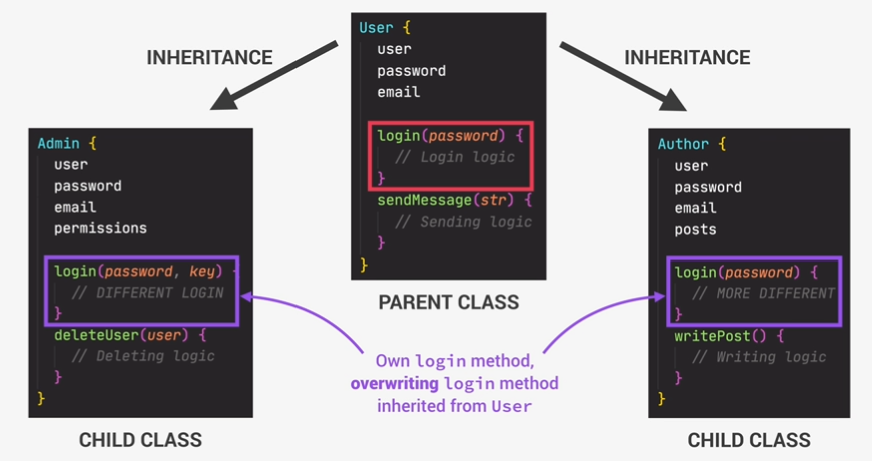 INHERITANCE
INHERITANCE
User {
user
password
email
login(password) {
// Login logic
}
sendMessage(str) {
// Sending logic
}
}
PARENT CLASS
Admin {
user
password
email
permissions
login(password, key) {
// DIFFERENT LOGIN
}
deleteUser(user) {
// Deleting logic
}
}
CHILD CLASS
Own login method,
overwriting login method
inherited from User
Author {
user
password
email
posts
login(password) {
// MORE DIFFERENT
}
writePost() {
// Writing logic
}
}
CHILD CLASS